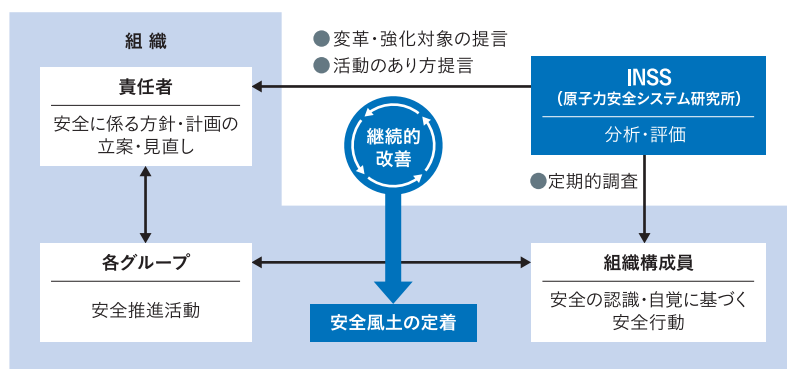 組織
責任者
安全に係る方針・計画の
立案・見直し
●変革・強化対象の提言
●活動のあり方提言
INSS
(原子力安全システム研究所)
分析・評価
継続的
改善
●定期的調査
各グループ
安全推進活動
安全風土の定着
組織構成員
安全の認識・自覚に基づく
安全行動